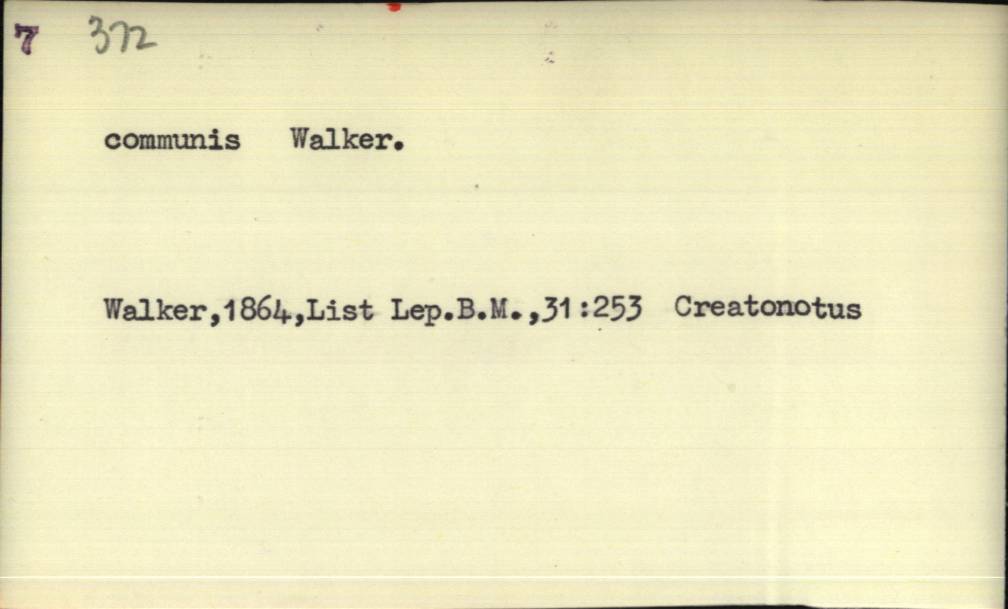 7 372
communis Walker.
Walker,1864,List Lep.B.M.,31:253 Creatonotus